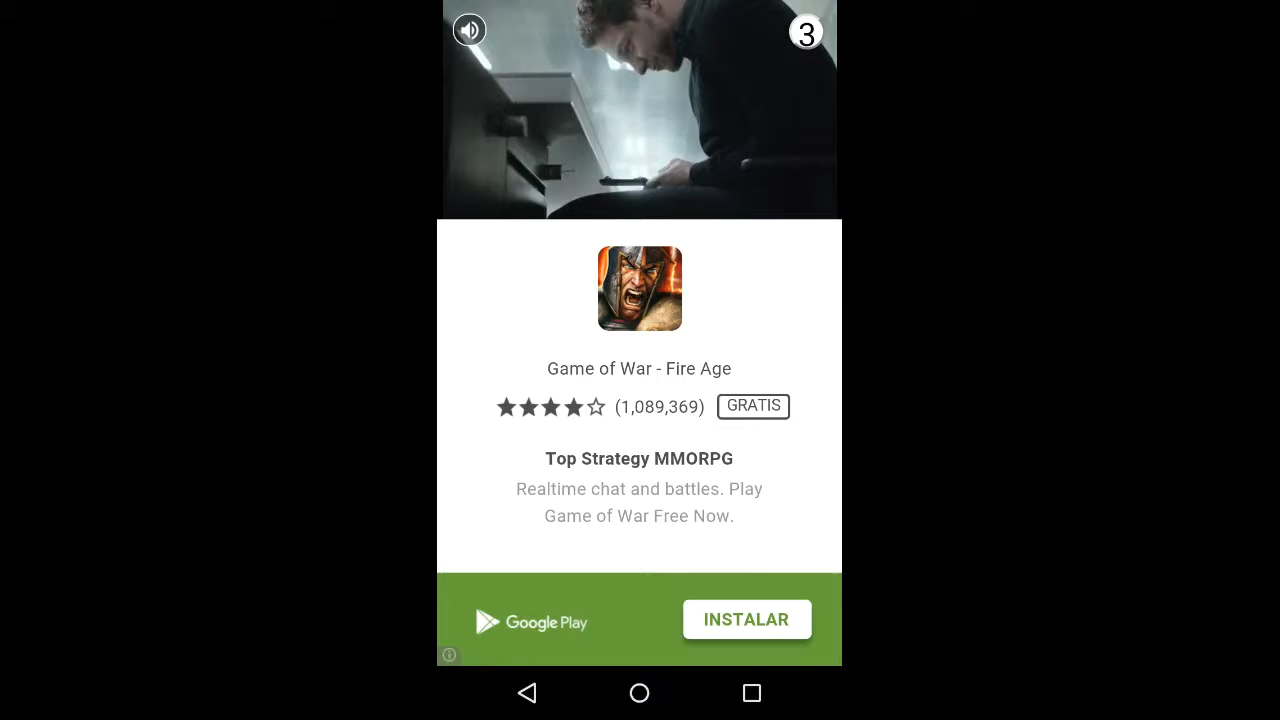 3
Game of War - Fire Age
(1,089,369) GRATIS
Top Strategy MMORPG
Realtime chat and battles. Play
Game of War Free Now.
Google Play INSTALAR